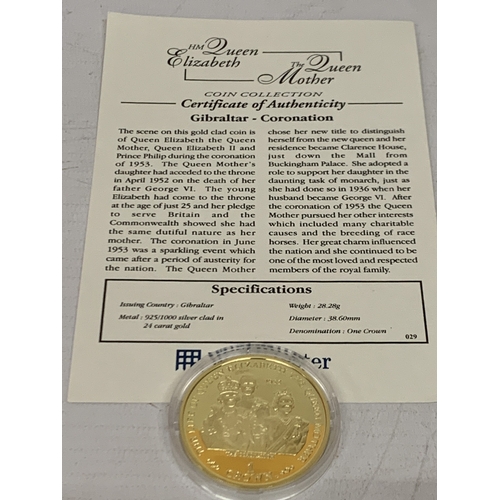 HM Queen
Elizabeth
The Queen
Mother
COIN COLLECTION
Certificate of Authenticity
Gibraltar - Coronation
The scene on this gold clad coin is
of Queen Elizabeth the Queen
Mother, Queen Elizabeth II and
Prince Philip during the coronation
of 1953. The Queen Mother's
daughter had acceded to the throne
in April 1952 on the death of her
father George VI. The young
Elizabeth had come to the throne
at the age of just 25 and her pledge
to serve Britain and the
Commonwealth showed she had
the same dutiful nature as her
mother. The coronation in June
1953 was a sparkling event which
came after a period of austerity for
the nation. The Queen Mother
chose her new title to distinguish
herself from the new queen and her
residence became Clarence House,
just down the Mall from
Buckingham Palace. She adopted a
role to support her daughter in the
daunting task of monarch, just as
she had done so in 1936 when her
husband became George VI. After
the coronation of 1953 the Queen
Mother pursued her other interests
which included many charitable
causes and the breeding of race
horses. Her great charm influenced
the nation and she continued to be
one of the most loved and respected
members of the royal family.
Specifications
Issuing Country : Gibraltar
Metal : 925/1000 silver clad in
24 carat gold
Weight : 28.28g
Diameter : 38.60mm
Denomination : One Crown
029
CROWN